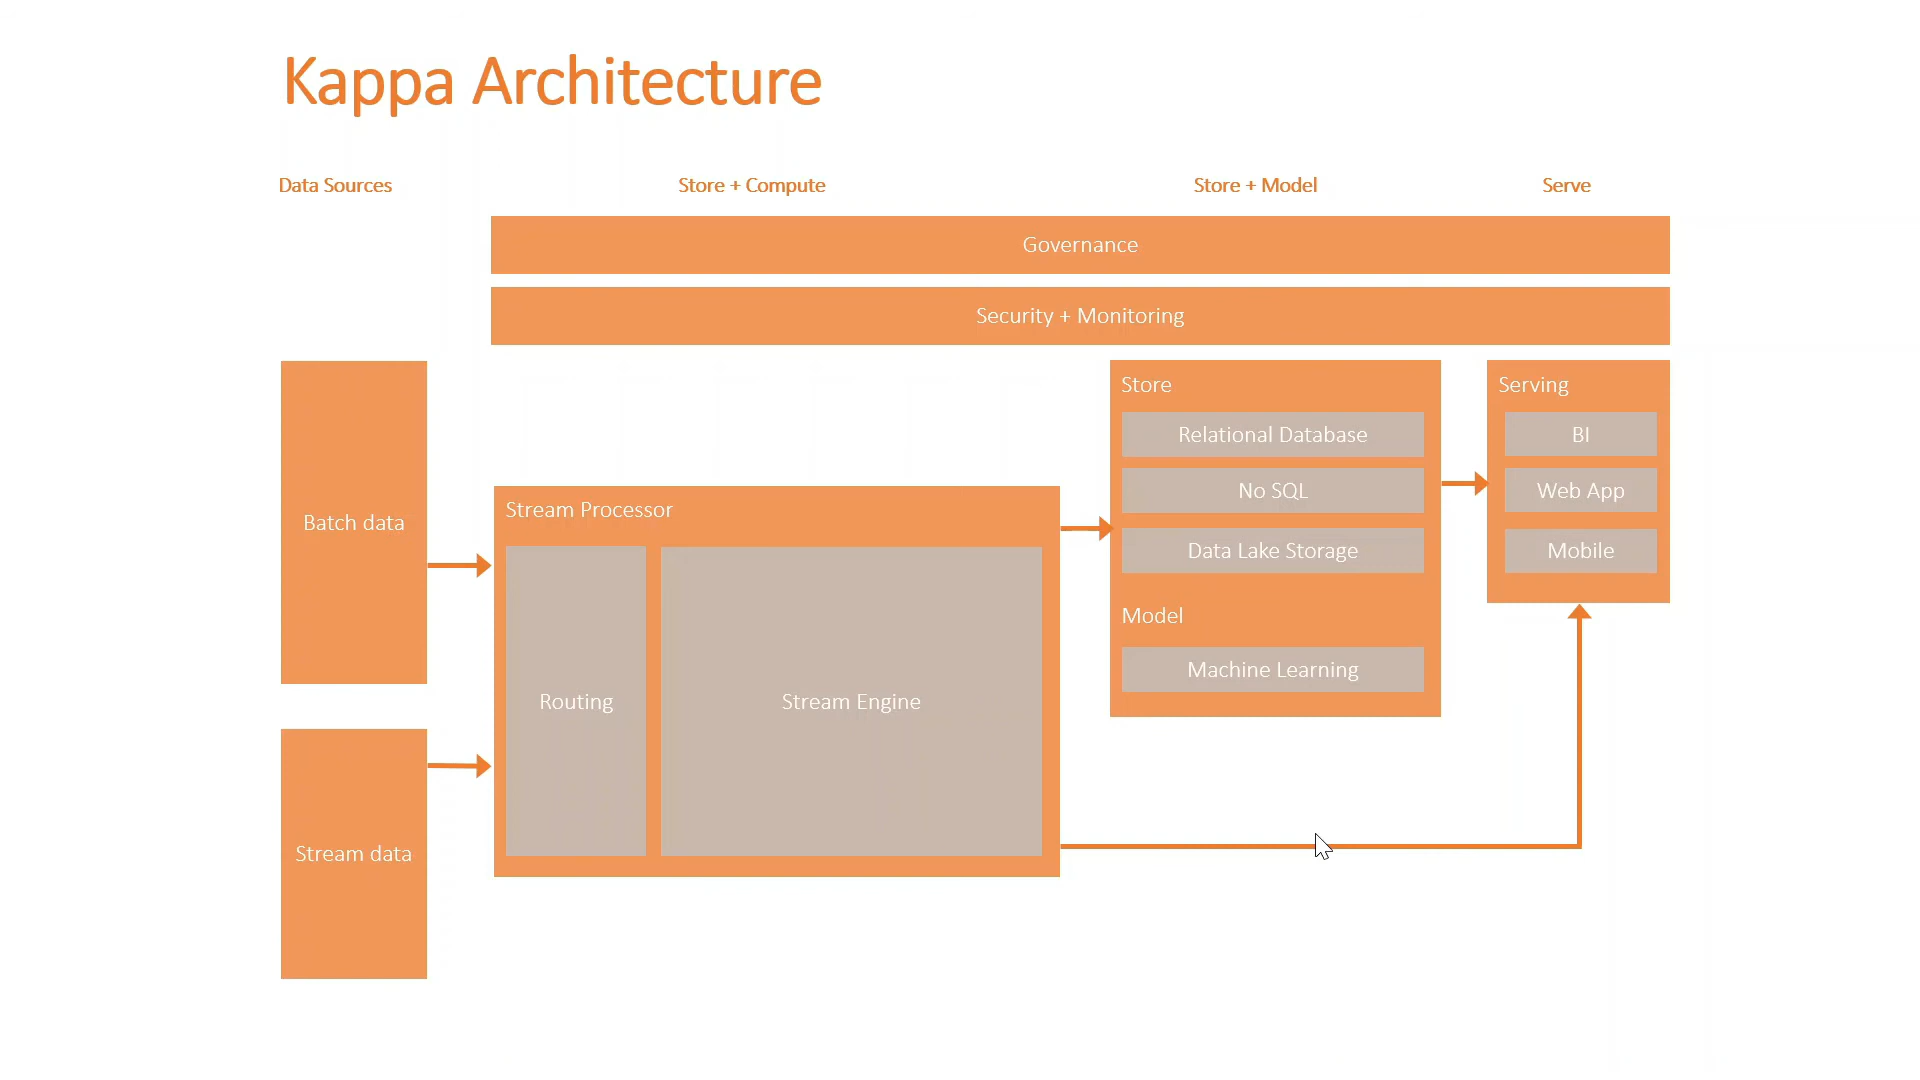 Kappa Architecture
Data Sources
Store + Compute
Store + Model
Serve
Governance
Security + Monitoring
Batch data
Stream data
Stream Processor
Routing
Stream Engine
Store
Relational Database
No SQL
Data Lake Storage
Model
Machine Learning
Serving
BI
Web App
Mobile